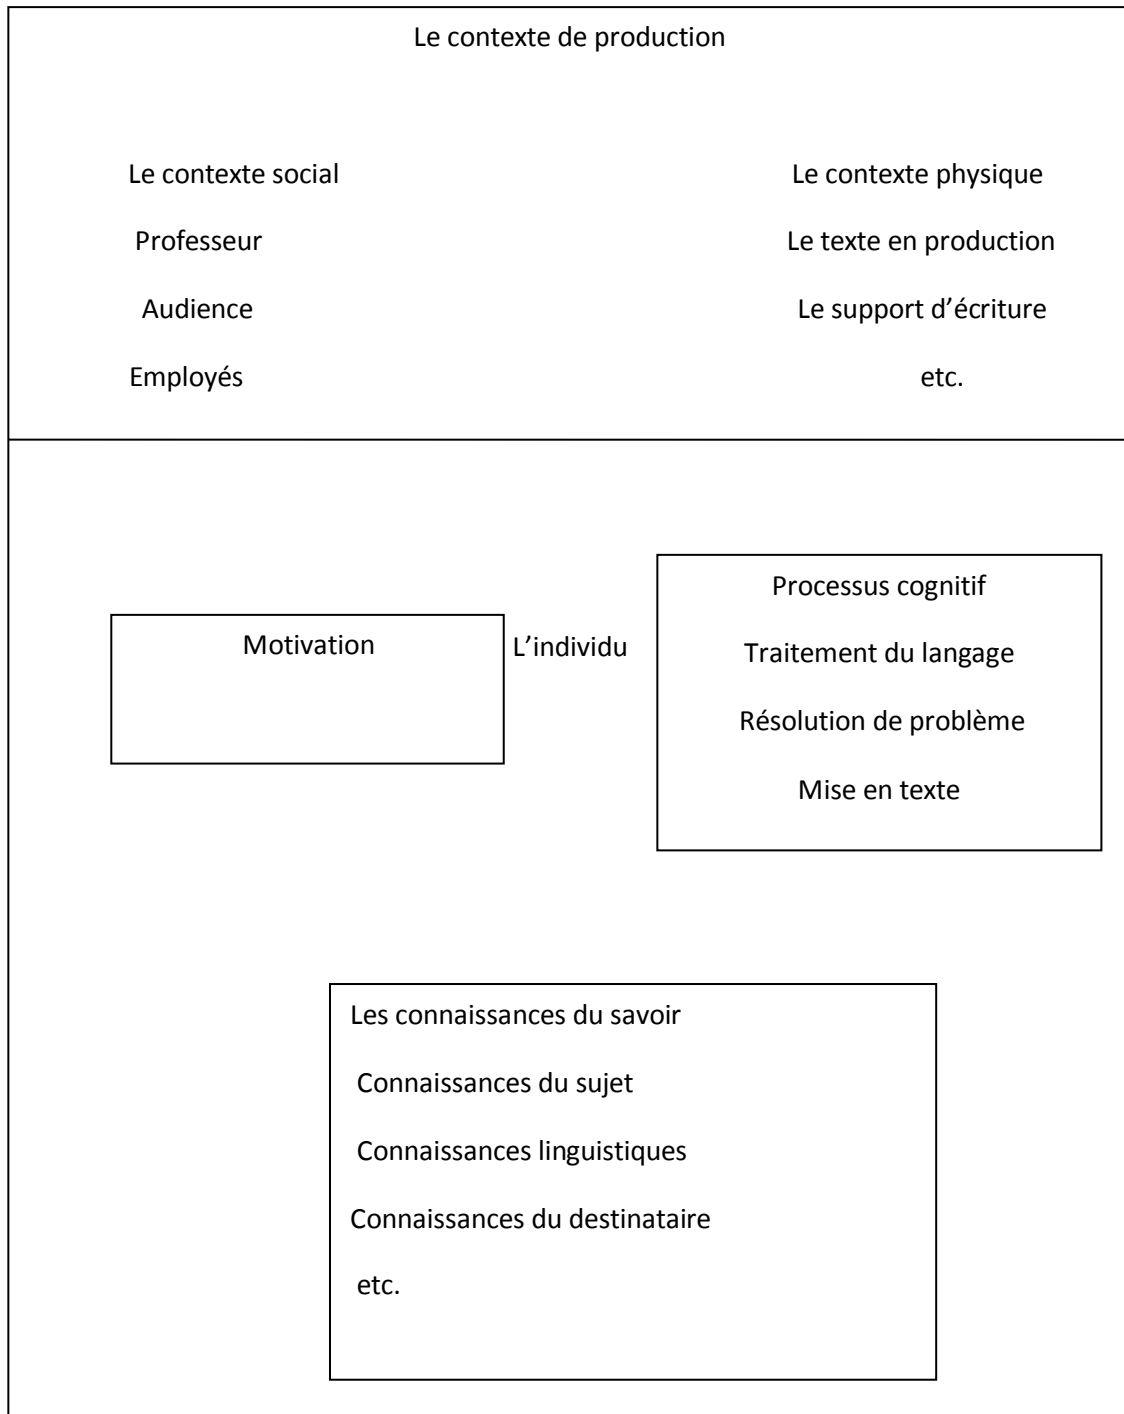 Le contexte de production
Le contexte social
Professeur
Audience
Employés
Le contexte physique
Le texte en production
Le support d’écriture
etc.
Motivation
L’individu
Processus cognitif
Traitement du langage
Résolution de problème
Mise en texte
Les connaissances du savoir
Connaissances du sujet
Connaissances linguistiques
Connaissances du destinataire
etc.